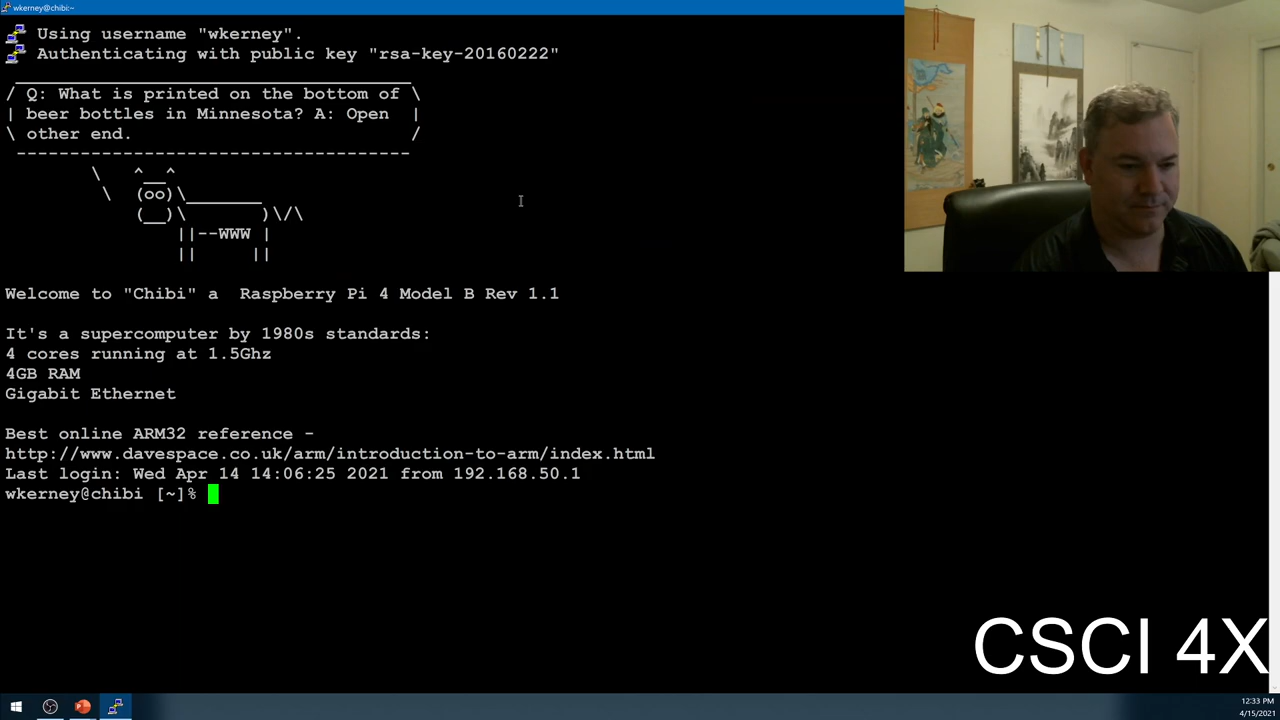 wkerney@chibi:~
Using username "wkerney".
Authenticating with public key "rsa-key-20160222"
/ Q: What is printed on the bottom of \
| beer bottles in Minnesota? A: Open  |
\ other end.                          /
 -------------------------------------
        \   ^__^
         \  (oo)\_______
            (__)\       )\/\
                ||--WWW |
                ||     ||
Welcome to "Chibi" a  Raspberry Pi 4 Model B Rev 1.1
It's a supercomputer by 1980s standards:
4 cores running at 1.5Ghz
4GB RAM
Gigabit Ethernet
Best online ARM32 reference -
http://www.davespace.co.uk/arm/introduction-to-arm/index.html
Last login: Wed Apr 14 14:06:25 2021 from 192.168.50.1
wkerney@chibi [~]%
CSCI 4X
12:33 PM
4/15/2021